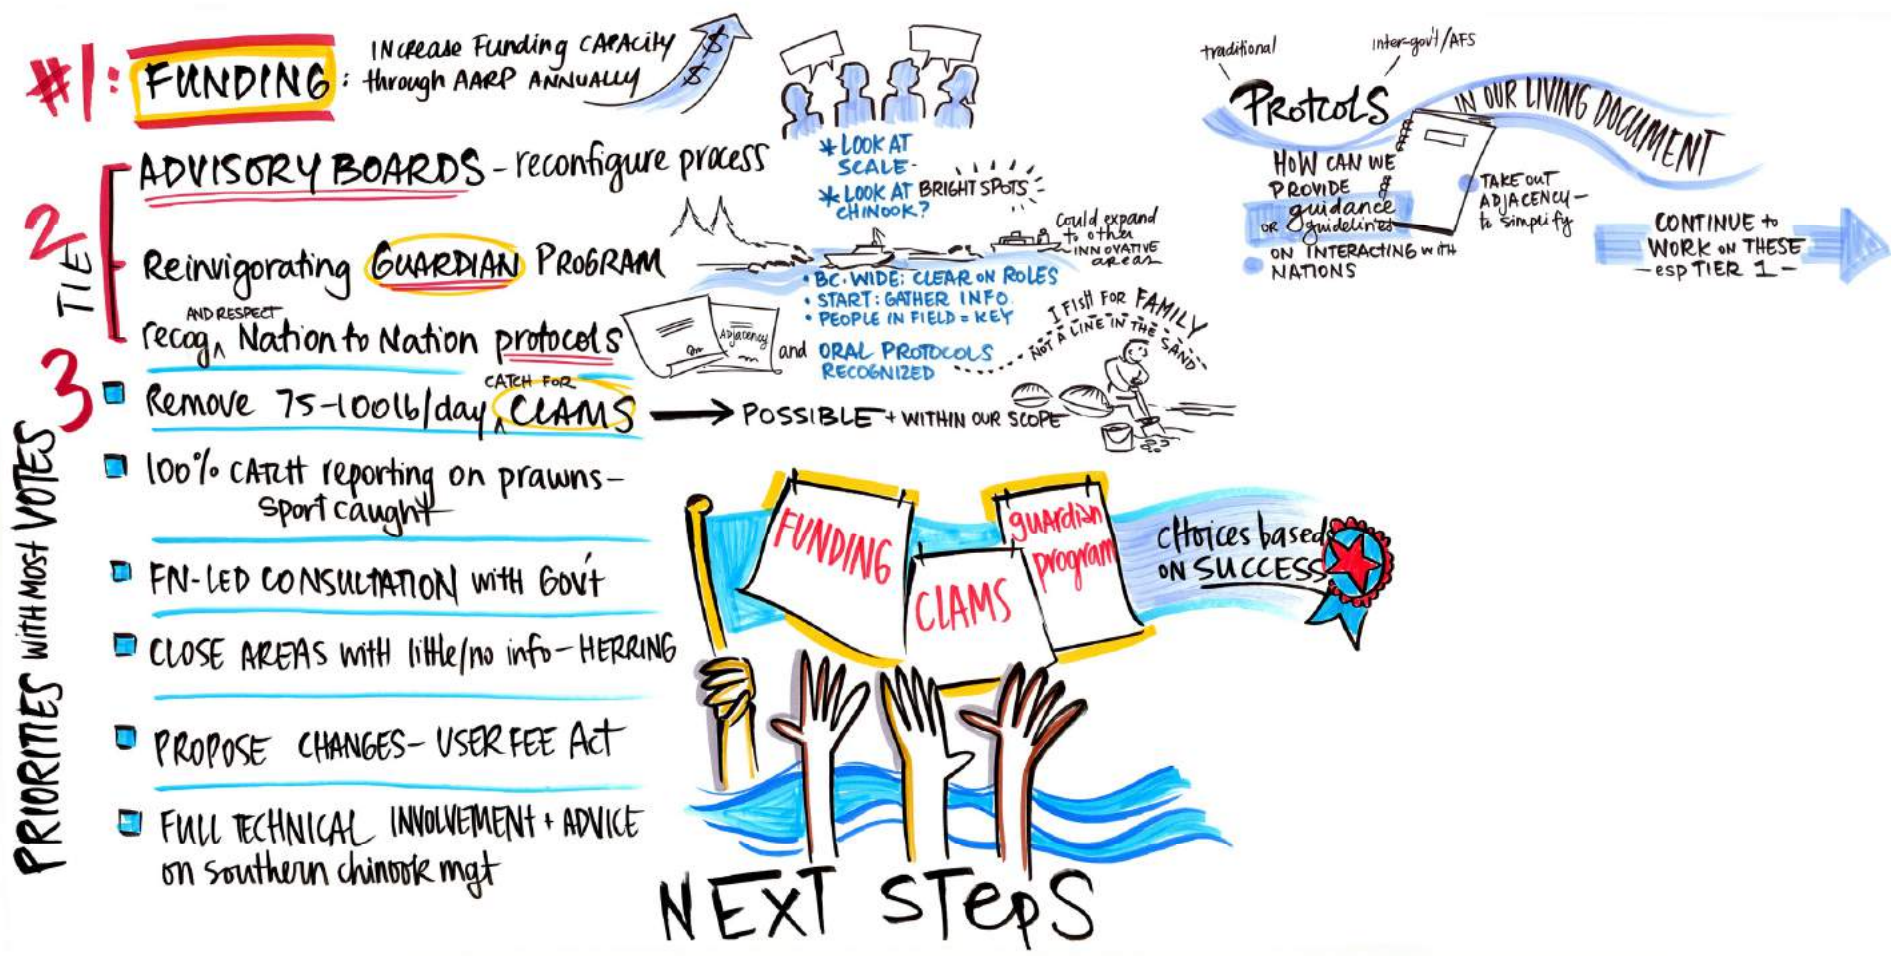 #1: FUNDING: INCREASE FUNDING CAPACITY
through AARP ANNUALLY
$
$
2
TIE
ADVISORY BOARDS - reconfigure process
* LOOK AT
SCALE-
* LOOK AT BRIGHT SPOTS
CHINOOK?
Reinvigorating GUARDIAN PROGRAM
Could expand
to other
INNOVATIVE
areas
• BC-WIDE: CLEAR ON ROLES
• START: GATHER INFO.
• PEOPLE IN FIELD = KEY
AND RESPECT
recog^ Nation to Nation protocols
Adjacency
and ORAL PROTOCOLS
RECOGNIZED
I FISH FOR FAMILY
NOT A LINE IN THE SAND
3
PRIORITIES WITH MOST VOTES
CATCH FOR
Remove 75-100lb/day ^CLAMS
POSSIBLE + WITHIN OUR SCOPE
100% CATCH reporting on prawns-
sport caught
FN-LED CONSULTATION with GOV't
CLOSE AREAS with little/no info-HERRING
PROPOSE CHANGES- USER FEE Act
FULL TECHNICAL INVOLVEMENT + ADVICE
on southern chinook mgt
FUNDING
CLAMS
guardian
program
CHOICES based
ON SUCCESS
NEXT STEPS
traditional
Inter-gov't/AFS
PROTCOLS
IN OUR LIVING DOCUMENT
HOW CAN WE
PROVIDE
guidance
OR guidelines
ON INTERACTING WITH
NATIONS
TAKE OUT
ADJACENCY-
to simplify
CONTINUE to
WORK ON THESE
-esp TIER 1-